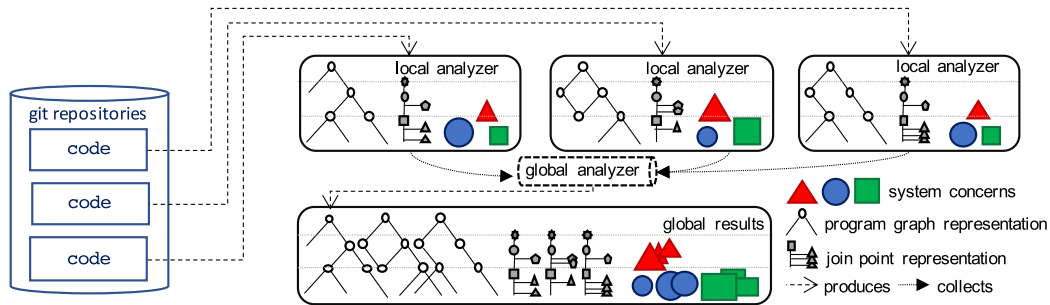 git repositories
code
code
code
local analyzer
local analyzer
local analyzer
global analyzer
global results
system concerns
program graph representation
join point representation
produces
collects